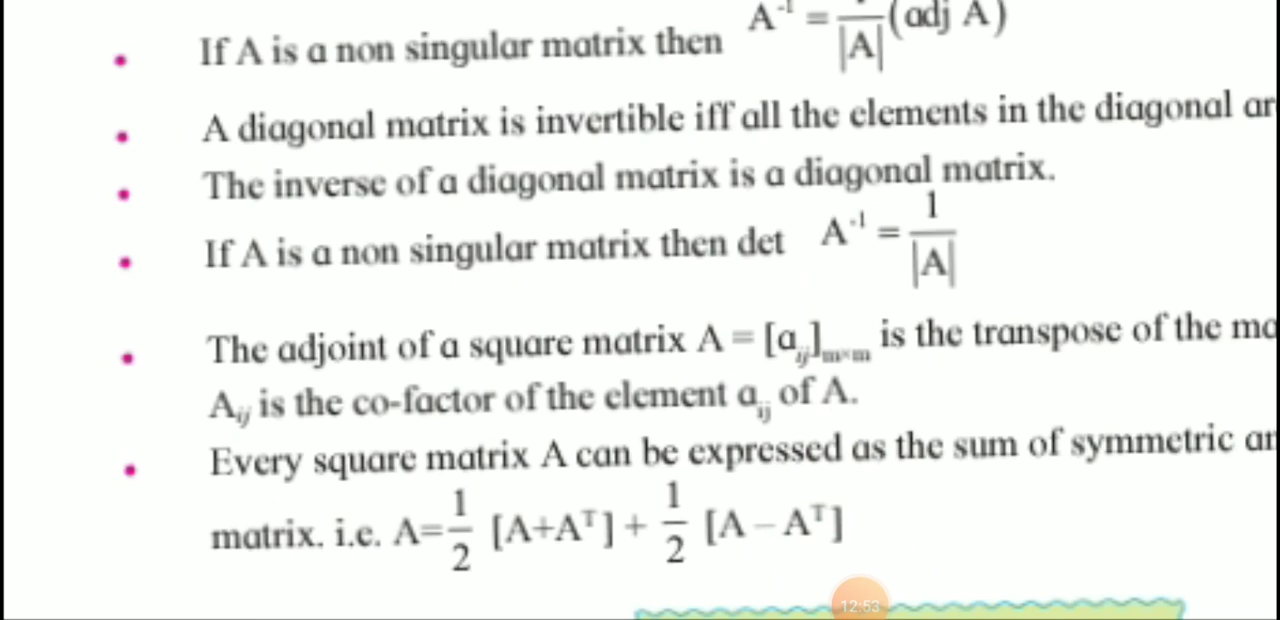 • If A is a non singular matrix then A⁻¹ = 1/|A| (adj A)
• A diagonal matrix is invertible iff all the elements in the diagonal
• The inverse of a diagonal matrix is a diagonal matrix.
• If A is a non singular matrix then det A⁻¹ = 1/|A|
• The adjoint of a square matrix A = [aᵢⱼ]ₘₓₘ is the transpose of the
Aᵢⱼ is the co-factor of the element aᵢⱼ of A.
• Every square matrix A can be expressed as the sum of symmetric
matrix. i.e. A=1/2 [A+Aᵀ] + 1/2 [A – Aᵀ]
12:53